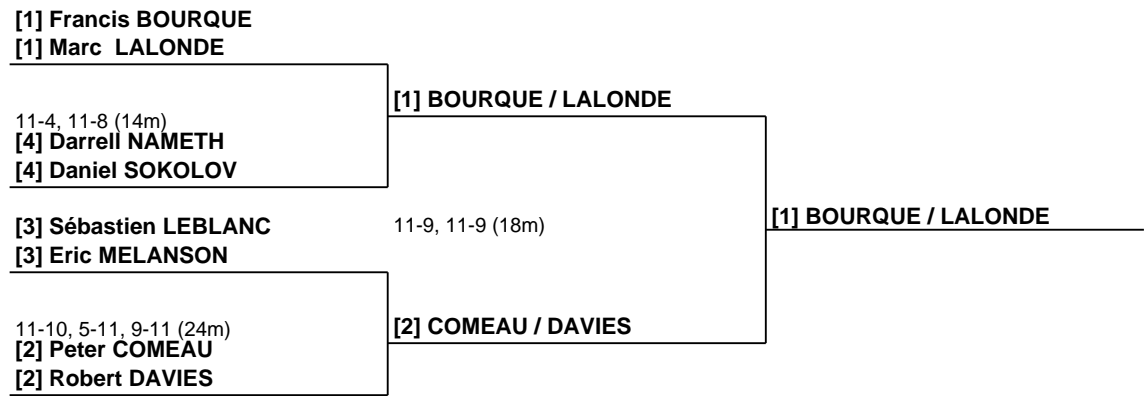 [1] Francis BOURQUE
[1] Marc  LALONDE
[1] BOURQUE / LALONDE
11-4, 11-8 (14m)
[4] Darrell NAMETH
[4] Daniel SOKOLOV
[1] BOURQUE / LALONDE
[3] Sébastien LEBLANC
11-9, 11-9 (18m)
[3] Eric MELANSON
[2] COMEAU / DAVIES
11-10, 5-11, 9-11 (24m)
[2] Peter COMEAU
[2] Robert DAVIES